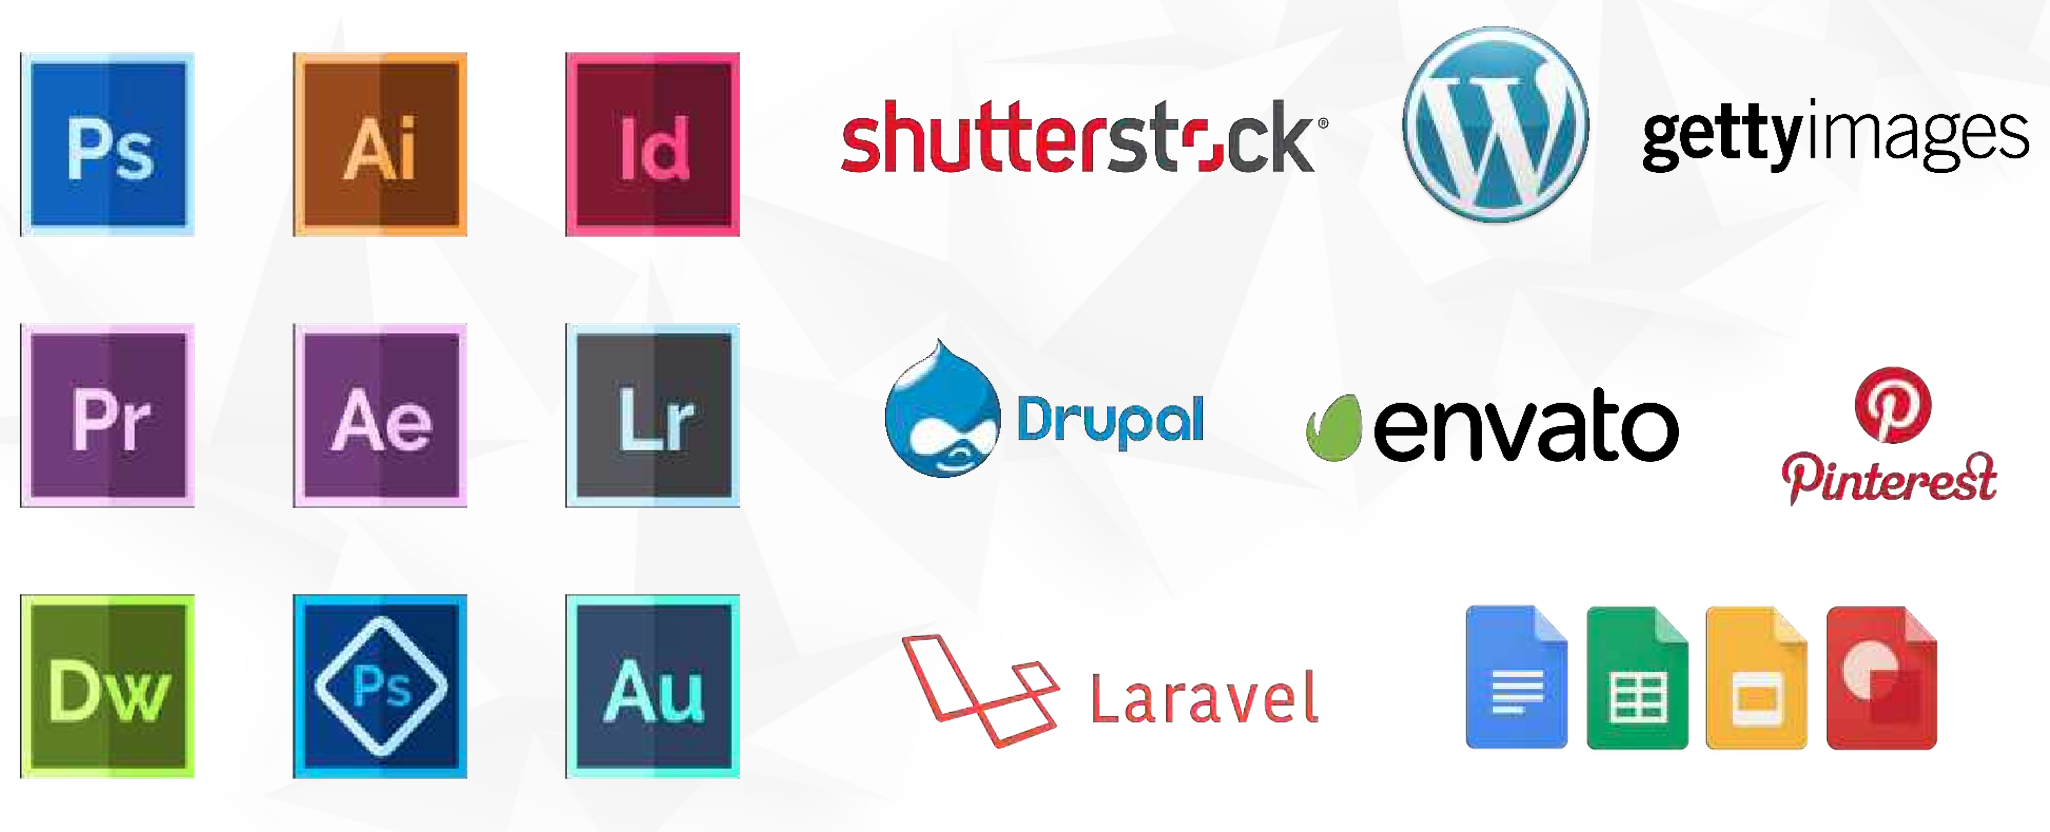 Ps
Ai
Id
shutterstock®
W
gettyimages
Pr
Ae
Lr
Drupal
envato
P
Pinterest
Dw
Ps
Au
Laravel